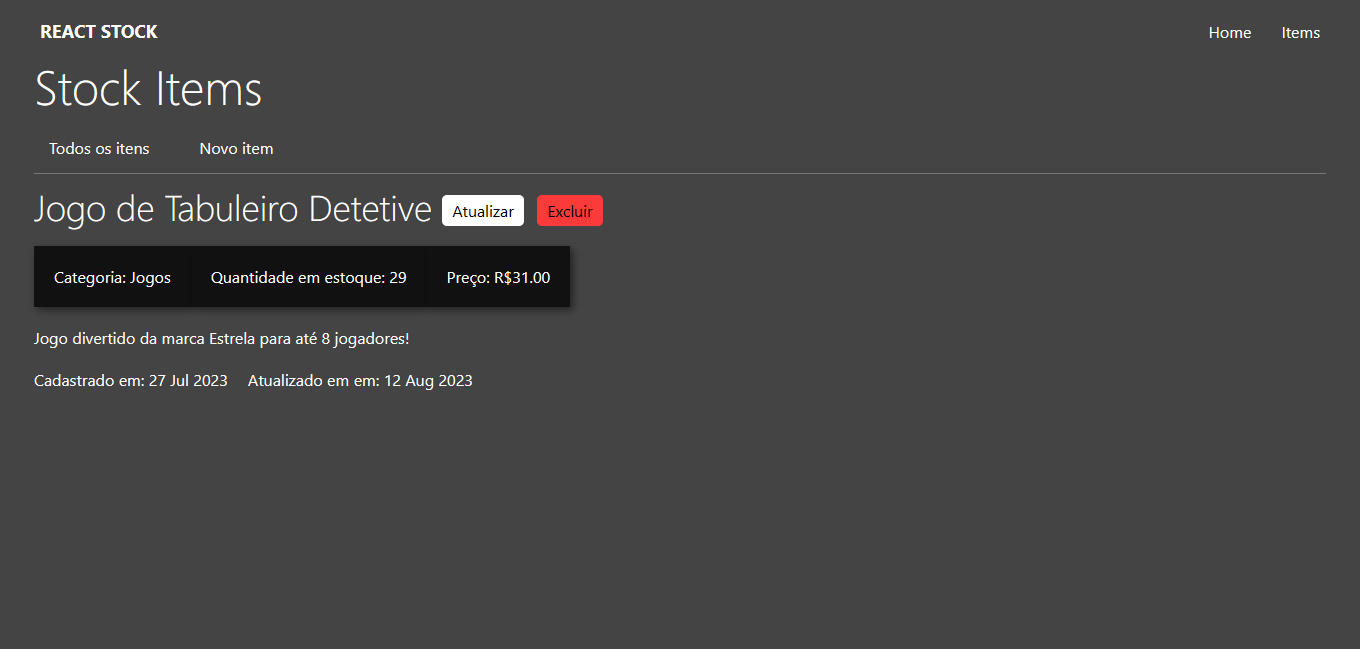 REACT STOCK Home Items
Stock Items
Todos os itens Novo item
Jogo de Tabuleiro Detetive Atualizar Excluir
Categoria: Jogos Quantidade em estoque: 29 Preço: R$31.00
Jogo divertido da marca Estrela para até 8 jogadores!
Cadastrado em: 27 Jul 2023 Atualizado em em: 12 Aug 2023